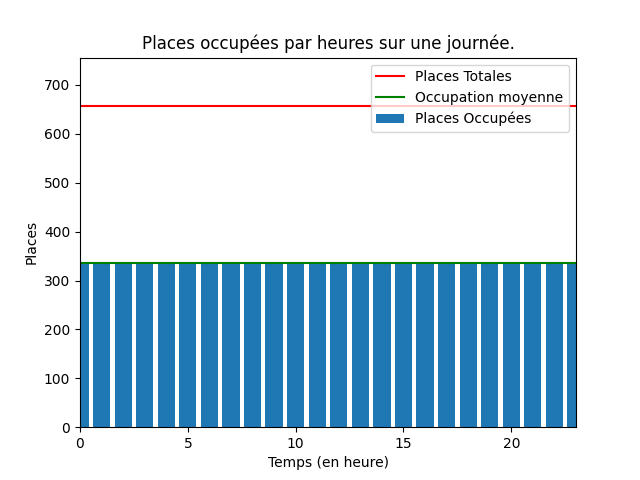 Places occupées par heures sur une journée.
Places Totales
Occupation moyenne
Places Occupées
Places
700
600
500
400
300
200
100
0
0 5 10 15 20
Temps (en heure)